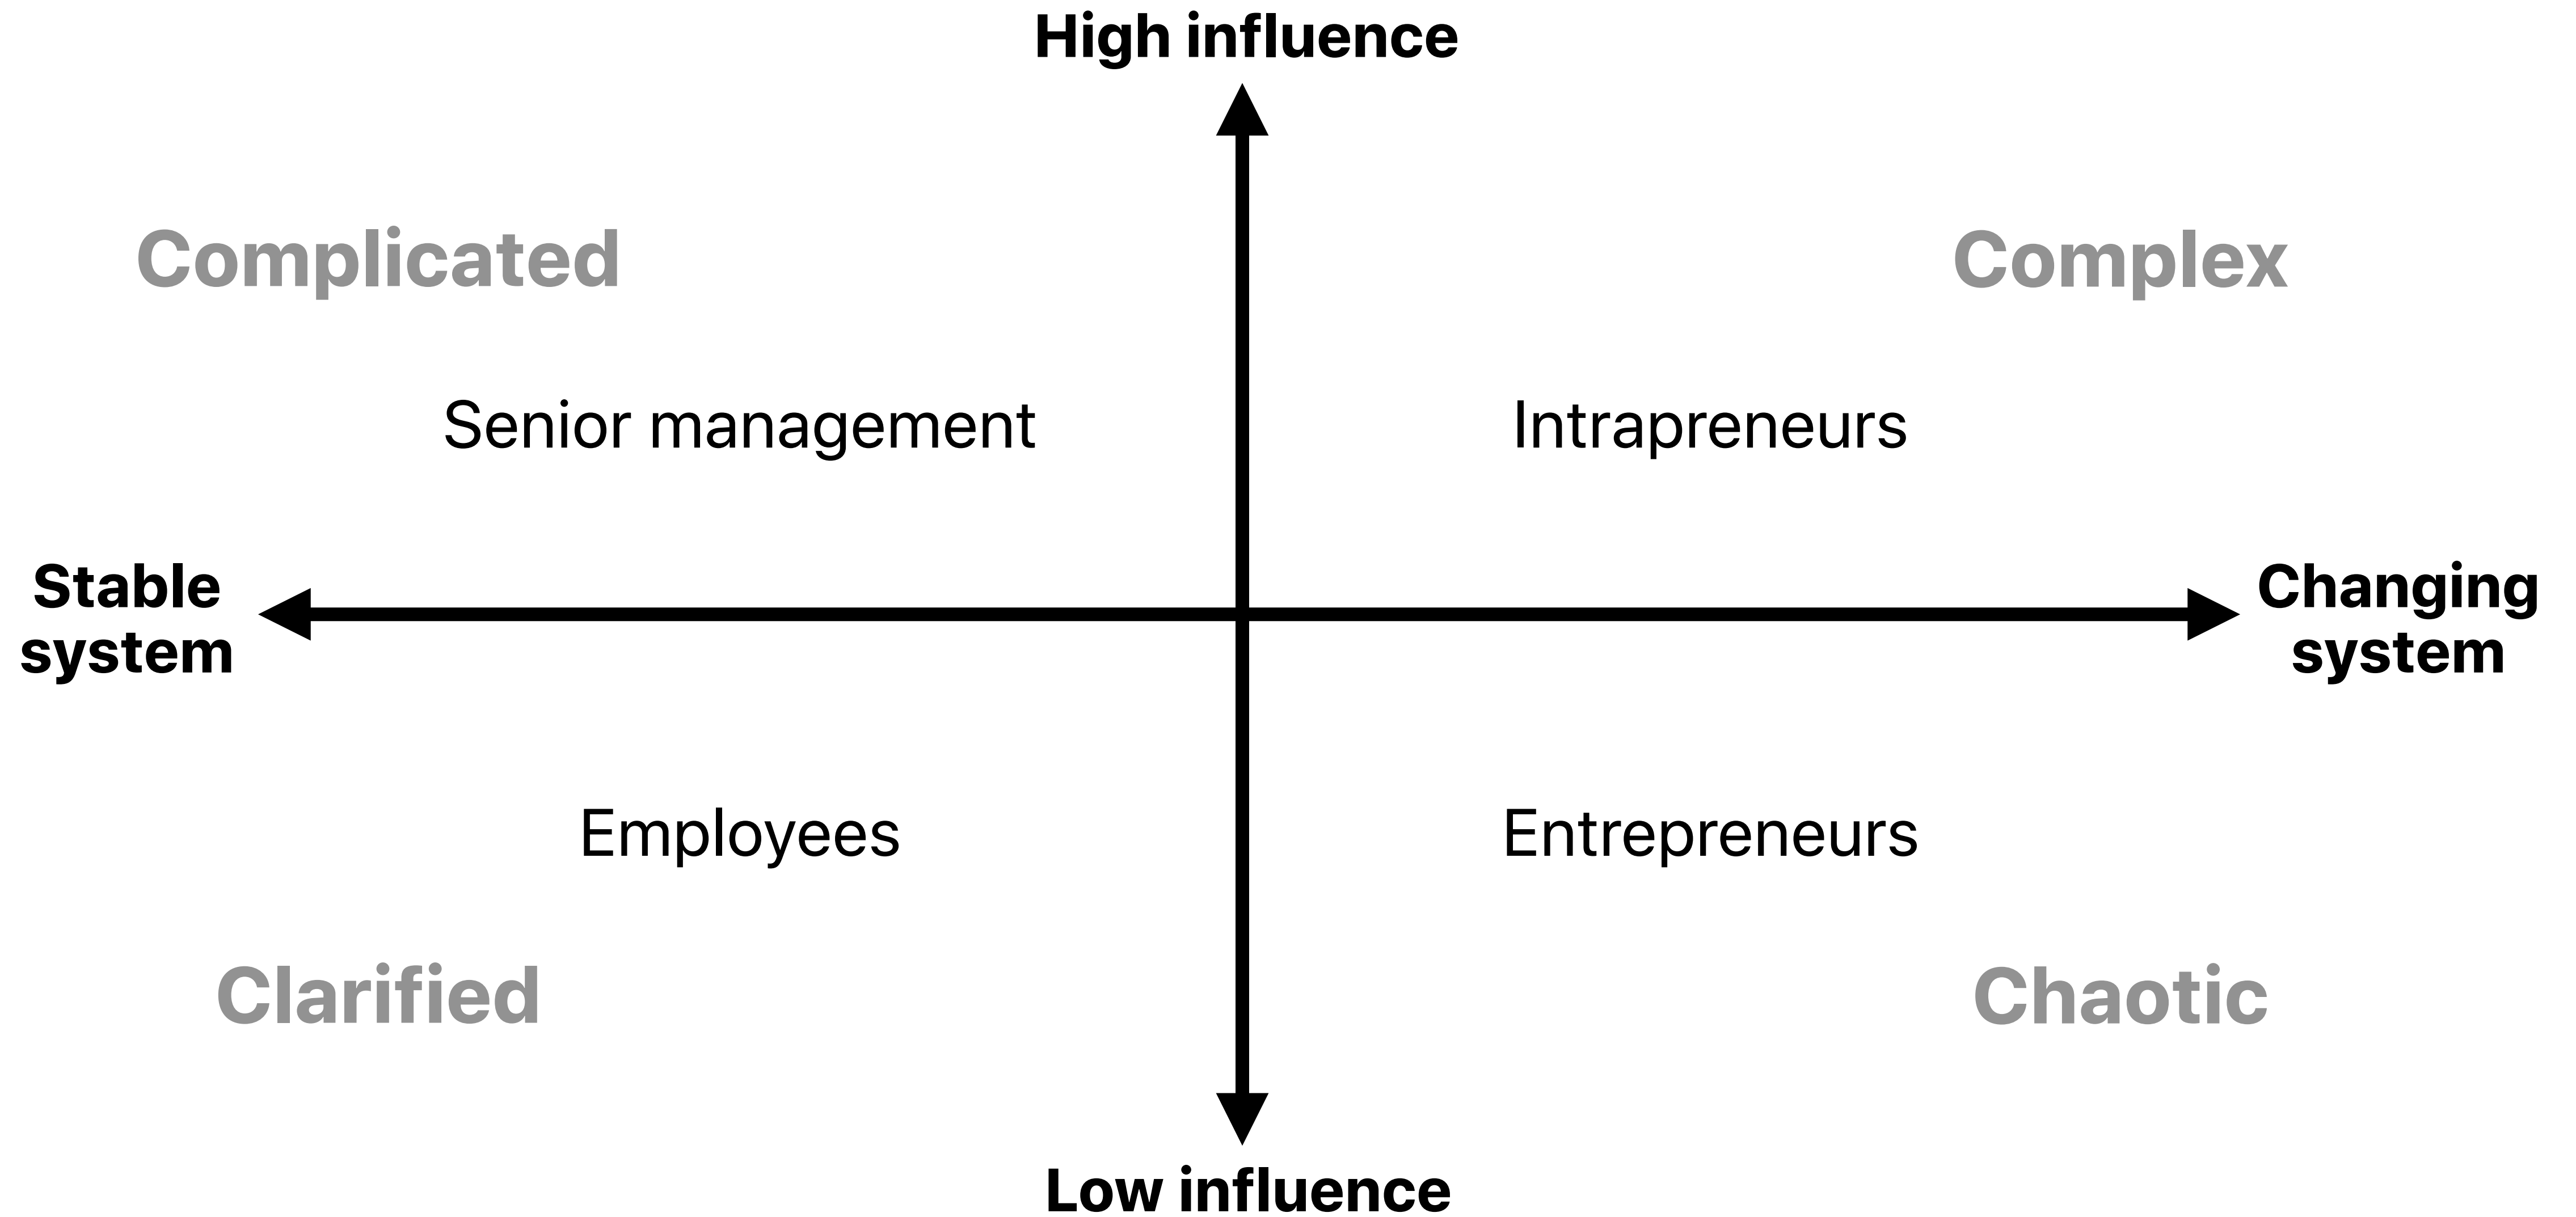 High influence
Complicated
Complex
Senior management
Intrapreneurs
Stable
system
Changing
system
Employees
Entrepreneurs
Clarified
Chaotic
Low influence